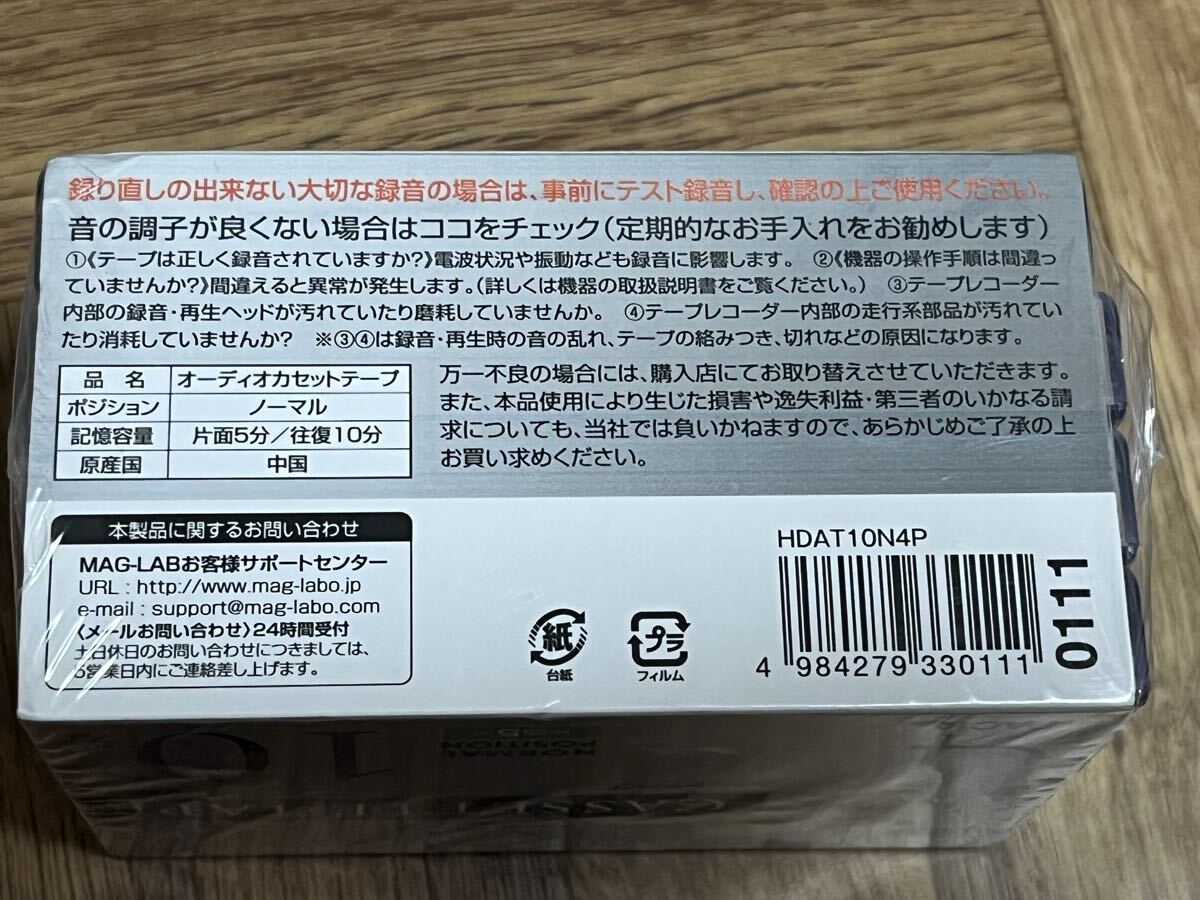 録り直しの出来ない大切な録音の場合は、事前にテスト録音し、確認の上ご使用ください。
音の調子が良くない場合はココをチェック(定期的なお手入れをお勧めします)
①《テープは正しく録音されていますか?》電波状況や振動なども録音に影響します。 ②《機器の操作手順は間違っ
ていませんか?》間違えると異常が発生します。(詳しくは機器の取扱説明書をご覧ください。) ③テープレコーダー
内部の録音・再生ヘッドが汚れていたり磨耗していませんか。 ④テープレコーダー内部の走行系部品が汚れてい
たり消耗していませんか? ※③④は録音・再生時の音の乱れ、テープの絡みつき、切れなどの原因になります。
品名 オーディオカセットテープ
ポジション ノーマル
記憶容量 片面5分/往復10分
原産国 中国
万一不良の場合には、購入店にてお取り替えさせていただきます。
また、本品使用により生じた損害や逸失利益・第三者のいかなる請
求についても、当社では負いかねますので、あらかじめご了承の上
お買い求めください。
本製品に関するお問い合わせ
MAG-LABお客様サポートセンター
URL : http://www.mag-labo.jp
e-mail : support@mag-labo.com
〈メールお問い合わせ〉24時間受付
土日休日のお問い合わせにつきましては、
営業日内にご連絡差し上げます。
紙
台紙
プラ
フィルム
HDAT10N4P
4 984279 330111
0111
10
NORMAL
POSITION